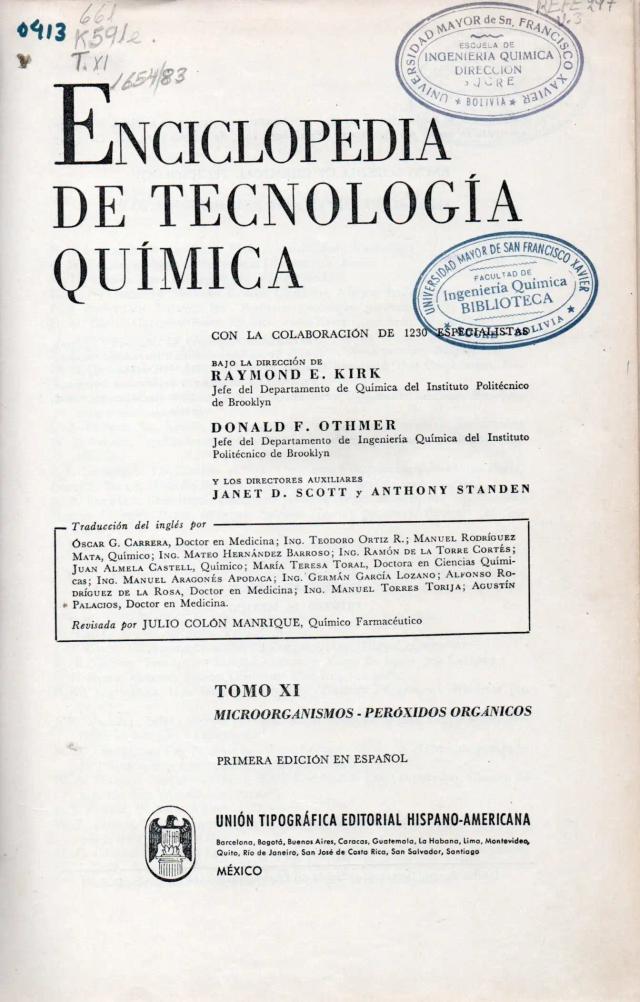 0413
661
K591e.
T. XI
1654/83
REFE 297
V.3
UNIVERSIDAD MAYOR de Sn. FRANCISCO XAVIER
ESCUELA DE
INGENIERIA QUIMICA
DIRECCION
* BOLIVIA *
ENCICLOPEDIA
DE TECNOLOGÍA
QUÍMICA
UNIVERSIDAD MAYOR DE SAN FRANCISCO XAVIER
FACULTAD DE
Ingeniería Química
BIBLIOTECA
* SUCRE - BOLIVIA *
CON LA COLABORACIÓN DE 1230 ESPECIALISTAS
BAJO LA DIRECCIÓN DE
RAYMOND E. KIRK
Jefe del Departamento de Química del Instituto Politécnico
de Brooklyn
DONALD F. OTHMER
Jefe del Departamento de Ingeniería Química del Instituto
Politécnico de Brooklyn
Y LOS DIRECTORES AUXILIARES
JANET D. SCOTT y ANTHONY STANDEN
Traducción del inglés por
ÓSCAR G. CARRERA, Doctor en Medicina; ING. TEODORO ORTIZ R.; MANUEL RODRÍGUEZ
MATA, Químico; ING. MATEO HERNÁNDEZ BARROSO; ING. RAMÓN DE LA TORRE CORTÉS;
JUAN ALMELA CASTELL, Químico; MARÍA TERESA TORAL, Doctora en Ciencias Quími-
cas; ING. MANUEL ARAGONÉS APODACA; ING. GERMÁN GARCÍA LOZANO; ALFONSO RO-
DRÍGUEZ DE LA ROSA, Doctor en Medicina; ING. MANUEL TORRES TORIJA; AGUSTÍN
PALACIOS, Doctor en Medicina.
Revisada por JULIO COLÓN MANRIQUE, Químico Farmacéutico
TOMO XI
MICROORGANISMOS - PERÓXIDOS ORGÁNICOS
PRIMERA EDICIÓN EN ESPAÑOL
UNIÓN TIPOGRÁFICA EDITORIAL HISPANO-AMERICANA
Barcelona, Bogotá, Buenos Aires, Caracas, Guatemala, La Habana, Lima, Montevideo,
Quito, Río de Janeiro, San José de Costa Rica, San Salvador, Santiago
MÉXICO